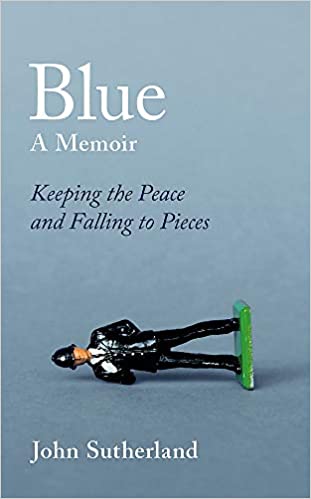 Blue
A Memoir
Keeping the Peace
and Falling to Pieces
John Sutherland